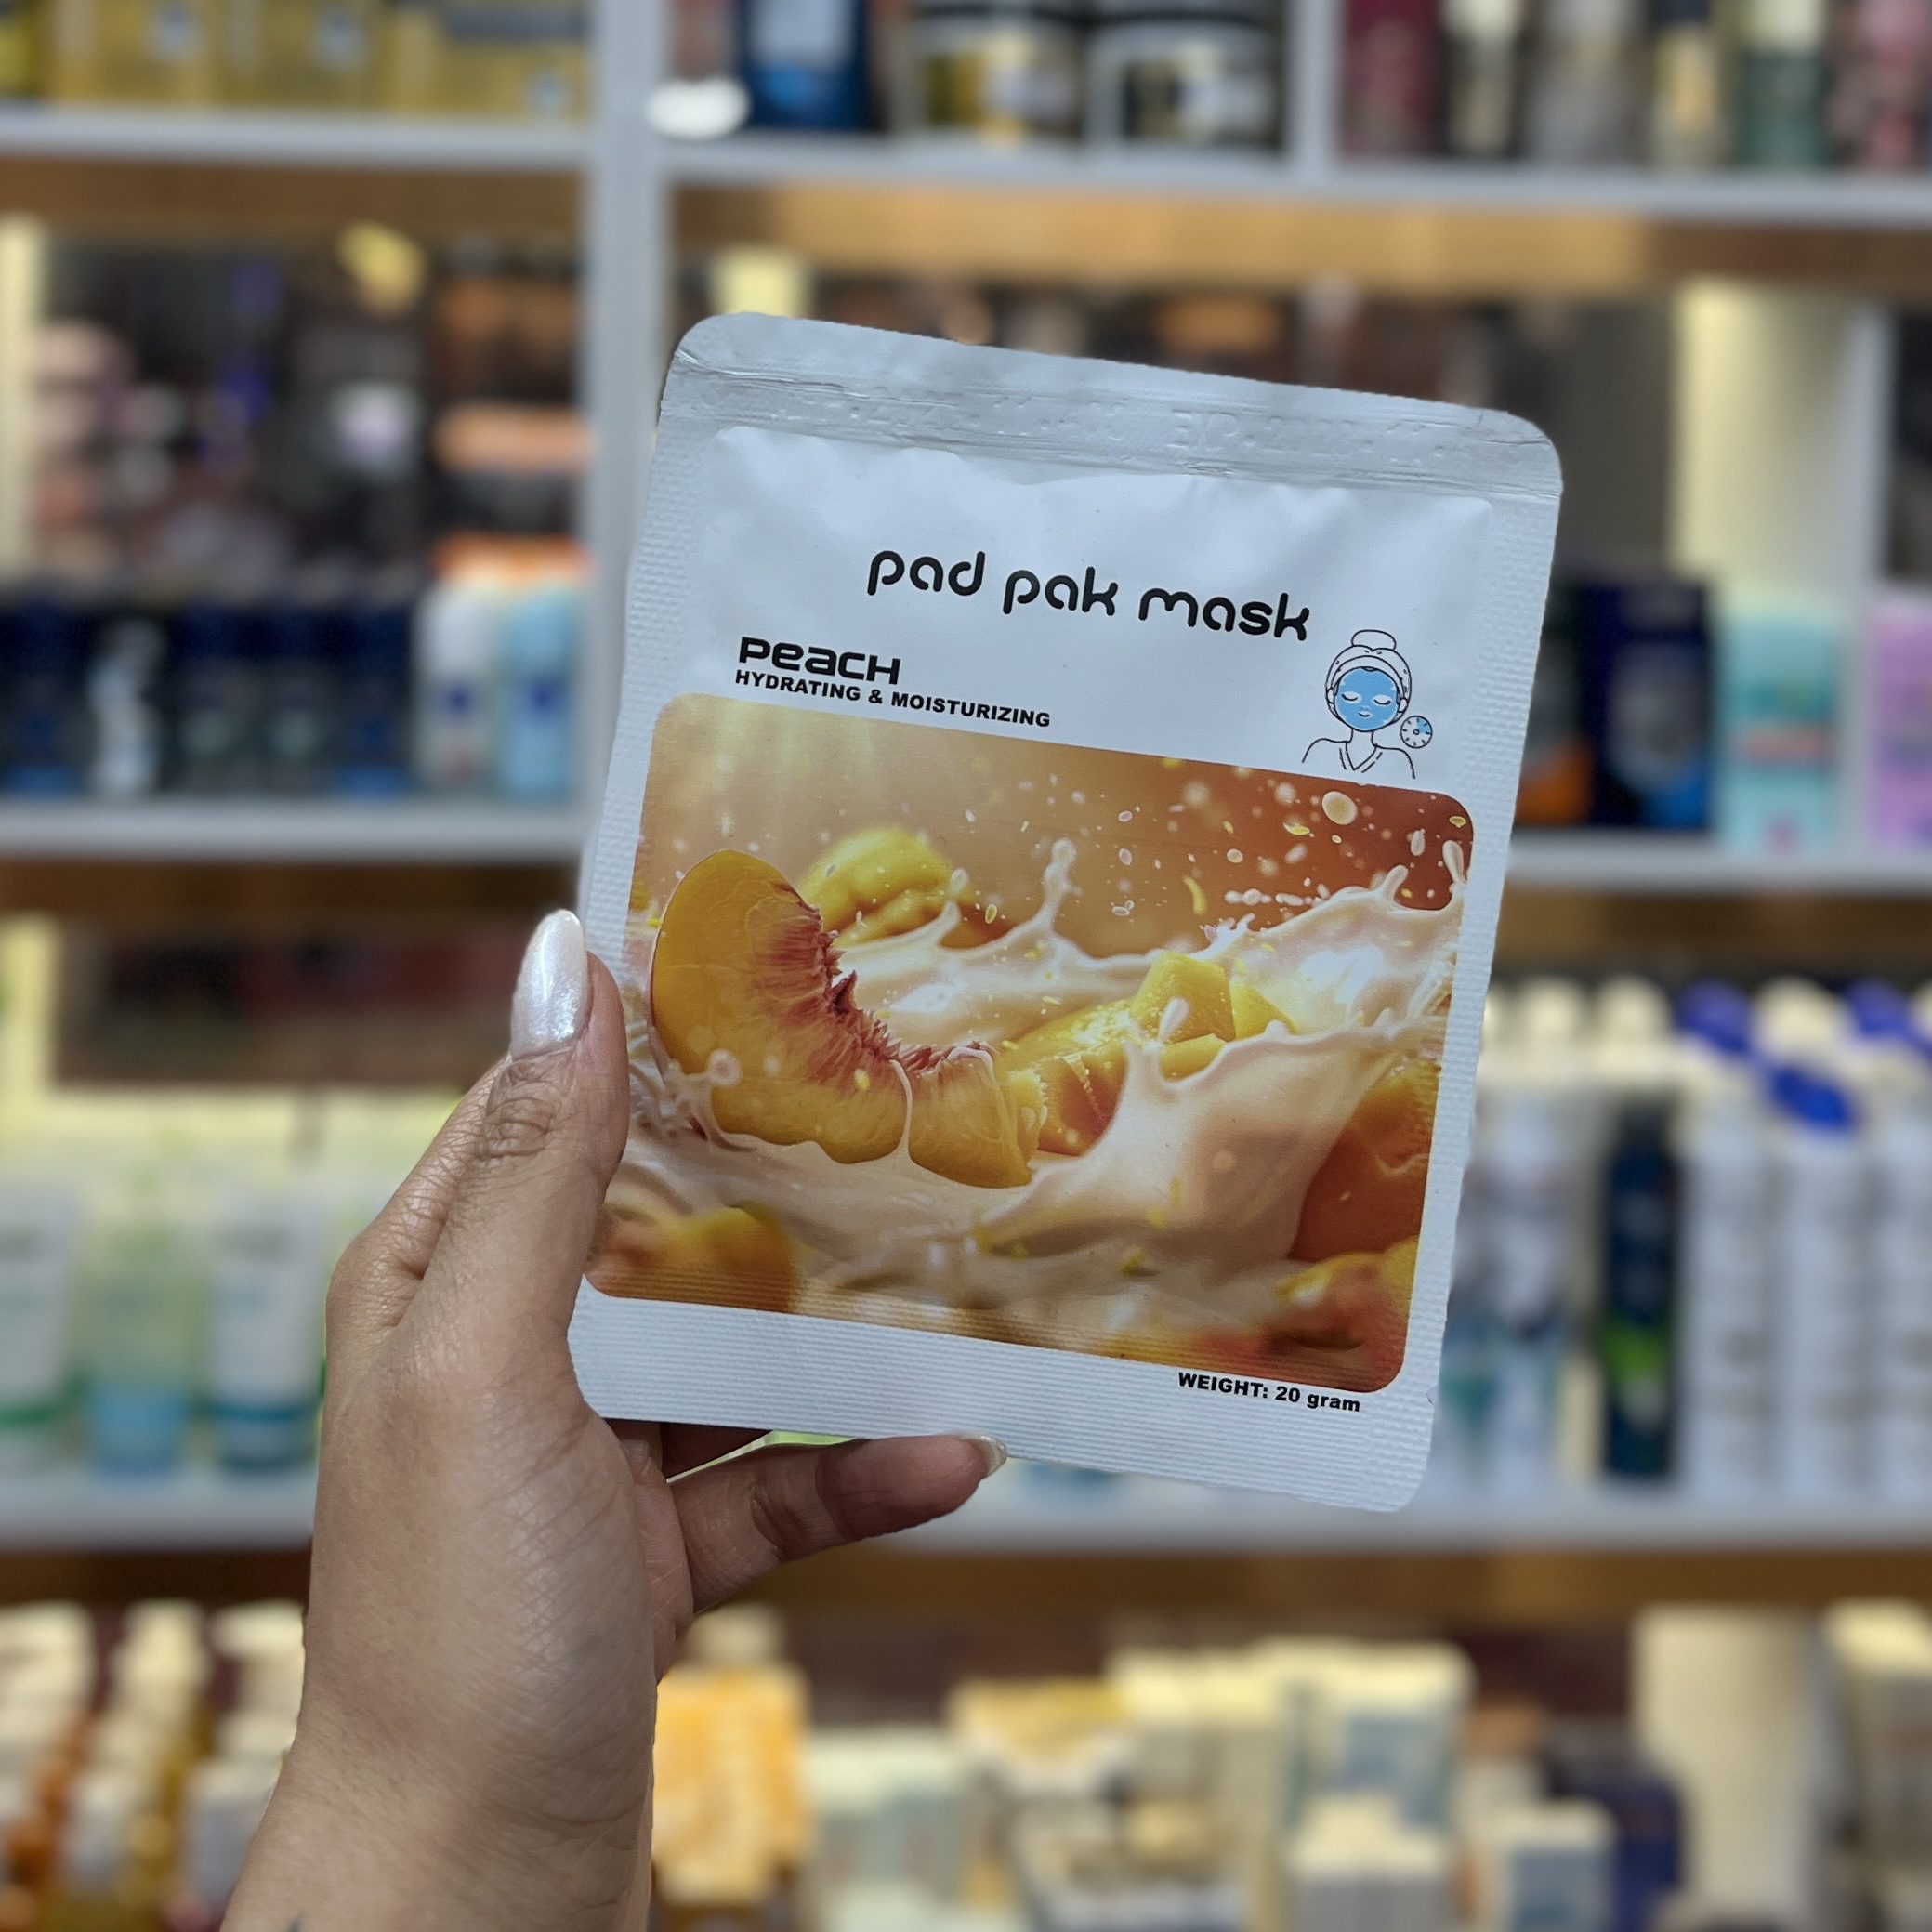 pad pak mask
PEACH
HYDRATING & MOISTURIZING
WEIGHT: 20 gram